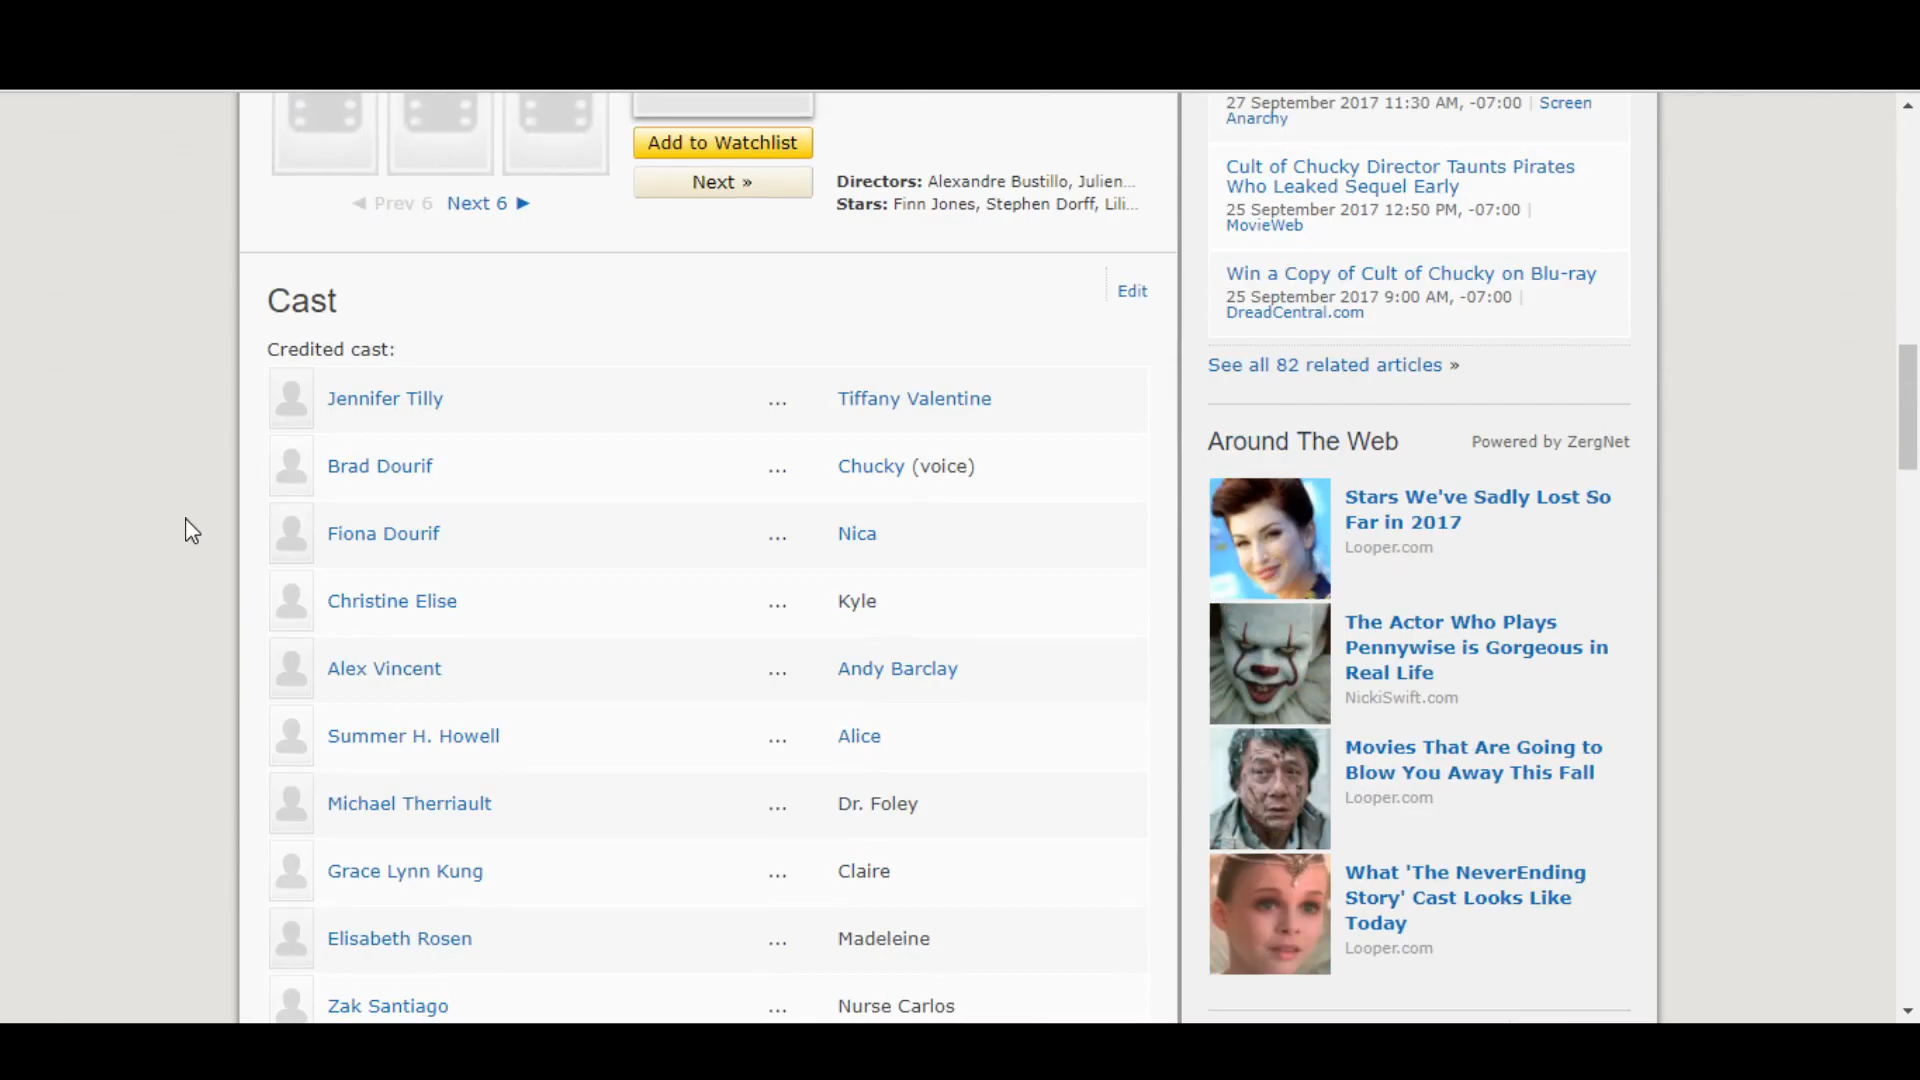 Add to Watchlist
Next »
◀ Prev 6 Next 6 ▶
Directors: Alexandre Bustillo, Julien...
Stars: Finn Jones, Stephen Dorff, Lili...
Cast
Edit
Credited cast:
Jennifer Tilly ... Tiffany Valentine
Brad Dourif ... Chucky (voice)
Fiona Dourif ... Nica
Christine Elise ... Kyle
Alex Vincent ... Andy Barclay
Summer H. Howell ... Alice
Michael Therriault ... Dr. Foley
Grace Lynn Kung ... Claire
Elisabeth Rosen ... Madeleine
Zak Santiago ... Nurse Carlos
27 September 2017 11:30 AM, -07:00 | Screen
Anarchy
Cult of Chucky Director Taunts Pirates
Who Leaked Sequel Early
25 September 2017 12:50 PM, -07:00 |
MovieWeb
Win a Copy of Cult of Chucky on Blu-ray
25 September 2017 9:00 AM, -07:00 |
DreadCentral.com
See all 82 related articles »
Around The Web Powered by ZergNet
Stars We've Sadly Lost So
Far in 2017
Looper.com
The Actor Who Plays
Pennywise is Gorgeous in
Real Life
NickiSwift.com
Movies That Are Going to
Blow You Away This Fall
Looper.com
What 'The NeverEnding
Story' Cast Looks Like
Today
Looper.com